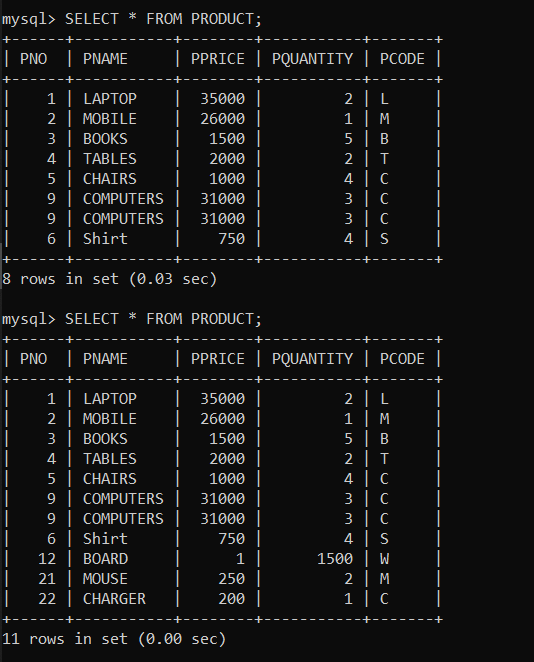 mysql> SELECT * FROM PRODUCT;
+------+-----------+--------+-----------+-------+
| PNO  | PNAME     | PPRICE | PQUANTITY | PCODE |
+------+-----------+--------+-----------+-------+
|    1 | LAPTOP    |  35000 |         2 | L     |
|    2 | MOBILE    |  26000 |         1 | M     |
|    3 | BOOKS     |   1500 |         5 | B     |
|    4 | TABLES    |   2000 |         2 | T     |
|    5 | CHAIRS    |   1000 |         4 | C     |
|    9 | COMPUTERS |  31000 |         3 | C     |
|    9 | COMPUTERS |  31000 |         3 | C     |
|    6 | Shirt     |    750 |         4 | S     |
+------+-----------+--------+-----------+-------+
8 rows in set (0.03 sec)
mysql> SELECT * FROM PRODUCT;
+------+-----------+--------+-----------+-------+
| PNO  | PNAME     | PPRICE | PQUANTITY | PCODE |
+------+-----------+--------+-----------+-------+
|    1 | LAPTOP    |  35000 |         2 | L     |
|    2 | MOBILE    |  26000 |         1 | M     |
|    3 | BOOKS     |   1500 |         5 | B     |
|    4 | TABLES    |   2000 |         2 | T     |
|    5 | CHAIRS    |   1000 |         4 | C     |
|    9 | COMPUTERS |  31000 |         3 | C     |
|    9 | COMPUTERS |  31000 |         3 | C     |
|    6 | Shirt     |    750 |         4 | S     |
|   12 | BOARD     |      1 |      1500 | W     |
|   21 | MOUSE     |    250 |         2 | M     |
|   22 | CHARGER   |    200 |         1 | C     |
+------+-----------+--------+-----------+-------+
11 rows in set (0.00 sec)